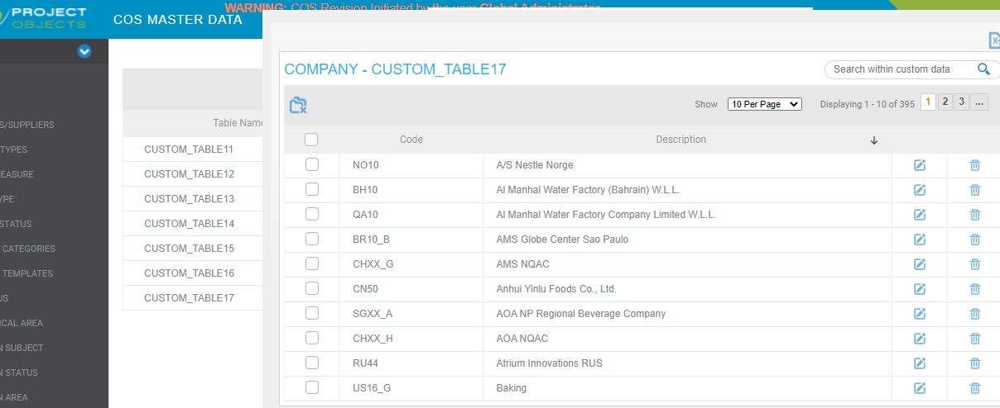 PROJECT
OBJECTS
COS MASTER DATA
WARNING: COS Revision Initiated by the user Global Administrator
S/SUPPLIERS
TYPES
EASURE
YPE
STATUS
CATEGORIES
TEMPLATES
US
ICAL AREA
N SUBJECT
N STATUS
N AREA
Table Name
CUSTOM_TABLE11
CUSTOM_TABLE12
CUSTOM_TABLE13
CUSTOM_TABLE14
CUSTOM_TABLE15
CUSTOM_TABLE16
CUSTOM_TABLE17
COMPANY - CUSTOM_TABLE17
Search within custom data
Show 10 Per Page Displaying 1 - 10 of 395 1 2 3 ...
Code Description
NO10 A/S Nestle Norge
BH10 Al Manhal Water Factory (Bahrain) W.L.L.
QA10 Al Manhal Water Factory Company Limited W.L.L.
BR10_B AMS Globe Center Sao Paulo
CHXX_G AMS NQAC
CN50 Anhui Yinlu Foods Co., Ltd.
SGXX_A AOA NP Regional Beverage Company
CHXX_H AOA NQAC
RU44 Atrium Innovations RUS
US16_G Baking